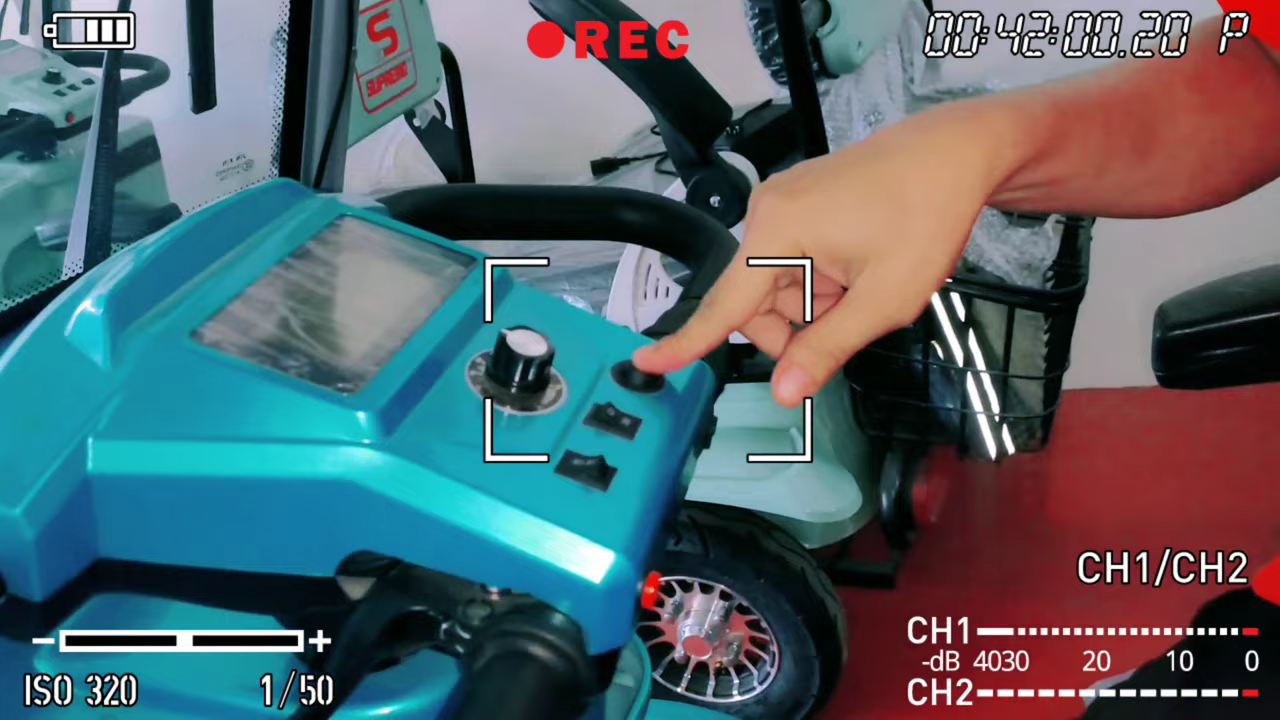 REC
00:42:00.20 P
S
SUPREME
CH1/CH2
CH1
-dB 4030 20 10 0
CH2
- +
ISO 320 1/50